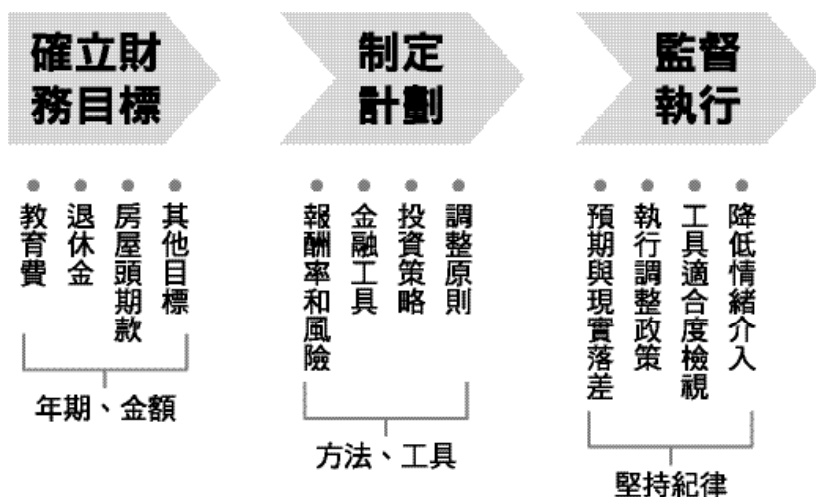 確立財
務目標
教育費
退休金
房屋頭期款
其他目標
年期、金額
制定
計劃
報酬率和風險
金融工具
投資策略
調整原則
方法、工具
監督
執行
預期與現實落差
執行調整政策
工具適合度檢視
降低情緒介入
堅持紀律